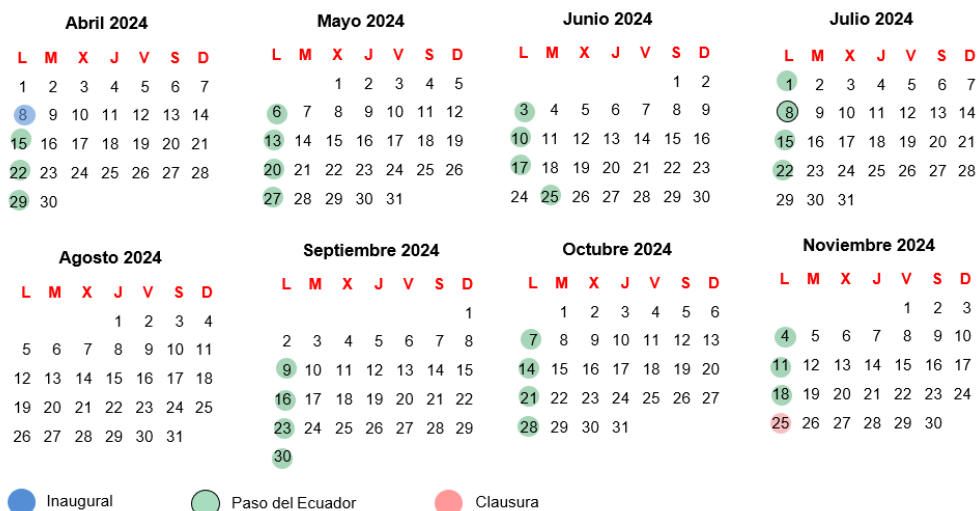 Abril 2024
L M X J V S D
1 2 3 4 5 6 7
8 9 10 11 12 13 14
15 16 17 18 19 20 21
22 23 24 25 26 27 28
29 30
Mayo 2024
L M X J V S D
1 2 3 4 5
6 7 8 9 10 11 12
13 14 15 16 17 18 19
20 21 22 23 24 25 26
27 28 29 30 31
Junio 2024
L M X J V S D
1 2
3 4 5 6 7 8 9
10 11 12 13 14 15 16
17 18 19 20 21 22 23
24 25 26 27 28 29 30
Julio 2024
L M X J V S D
1 2 3 4 5 6 7
8 9 10 11 12 13 14
15 16 17 18 19 20 21
22 23 24 25 26 27 28
29 30 31
Agosto 2024
L M X J V S D
1 2 3 4
5 6 7 8 9 10 11
12 13 14 15 16 17 18
19 20 21 22 23 24 25
26 27 28 29 30 31
Septiembre 2024
L M X J V S D
1
2 3 4 5 6 7 8
9 10 11 12 13 14 15
16 17 18 19 20 21 22
23 24 25 26 27 28 29
30
Octubre 2024
L M X J V S D
1 2 3 4 5 6
7 8 9 10 11 12 13
14 15 16 17 18 19 20
21 22 23 24 25 26 27
28 29 30 31
Noviembre 2024
L M X J V S D
1 2 3
4 5 6 7 8 9 10
11 12 13 14 15 16 17
18 19 20 21 22 23 24
25 26 27 28 29 30
Inaugural
Paso del Ecuador
Clausura